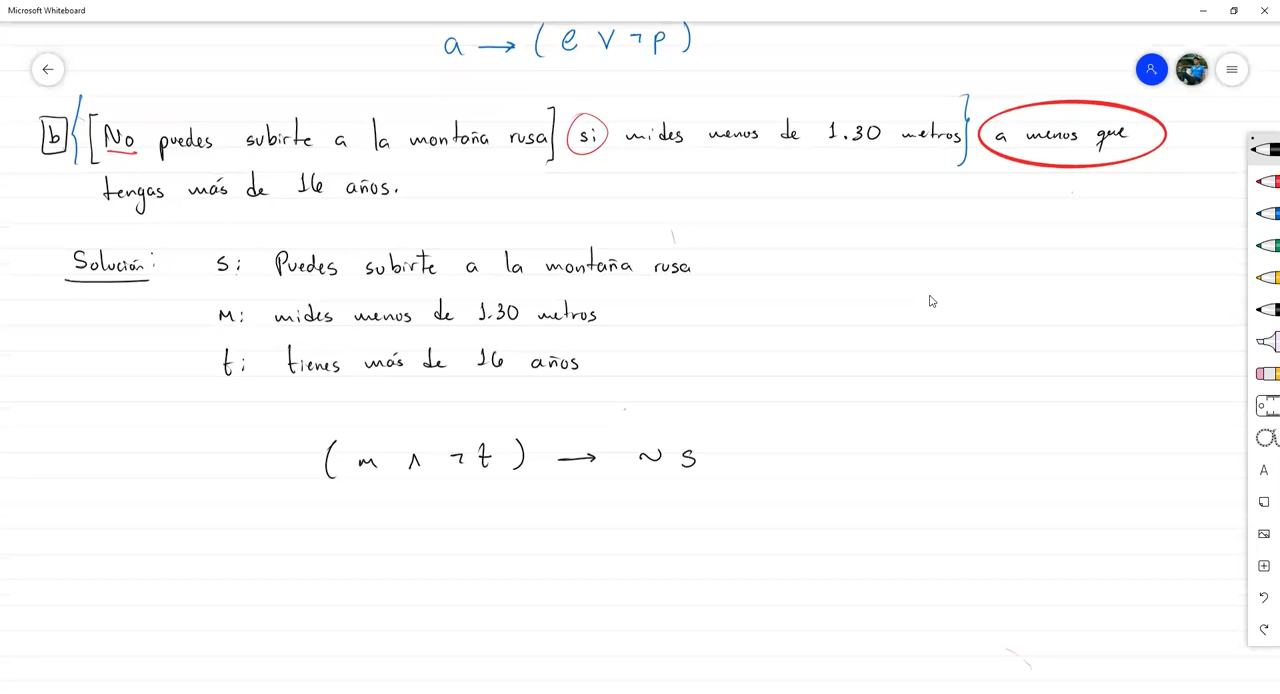 Microsoft Whiteboard
a → ( e ∨ ¬ p )
b { [ No puedes subirte a la montaña rusa ] si mides menos de 1.30 metros } a menos que
tengas más de 16 años.
Solución: s: Puedes subirte a la montaña rusa
m: mides menos de 1.30 metros
t: tienes más de 16 años
( m ∧ ¬ t ) → ~ s
A